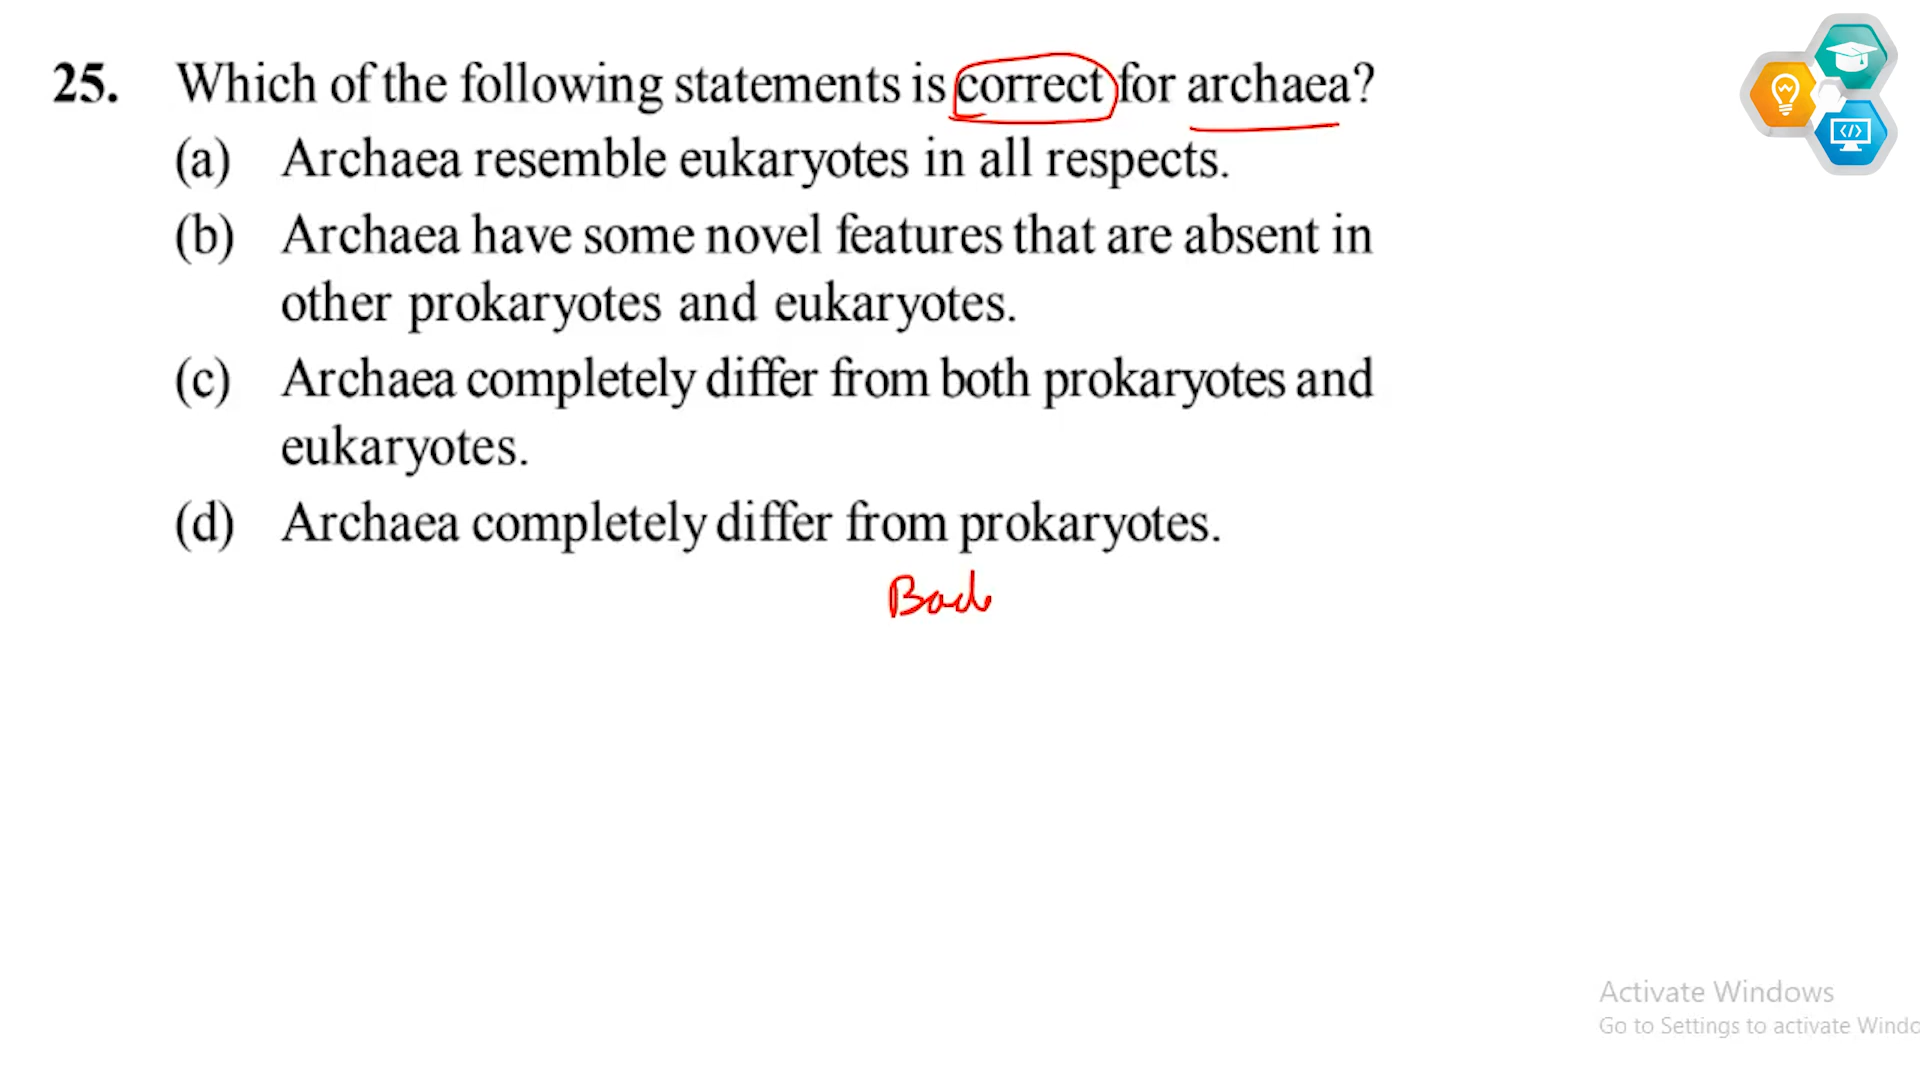 25. Which of the following statements is correct for archaea?
(a) Archaea resemble eukaryotes in all respects.
(b) Archaea have some novel features that are absent in
other prokaryotes and eukaryotes.
(c) Archaea completely differ from both prokaryotes and
eukaryotes.
(d) Archaea completely differ from prokaryotes.
Activate Windows
Go to Settings to activate Windo